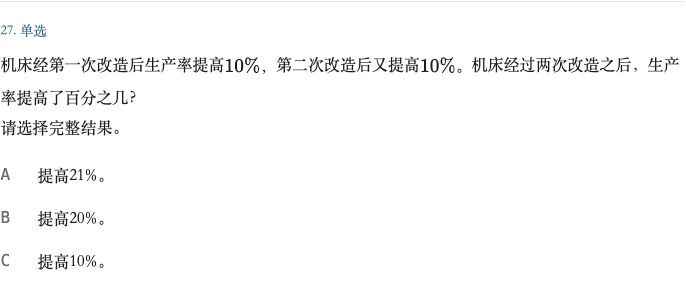 27. 单选
机床经第一次改造后生产率提高10%，第二次改造后又提高10%。机床经过两次改造之后，生产
率提高了百分之几？
请选择完整结果。
A 提高21%。
B 提高20%。
C 提高10%。